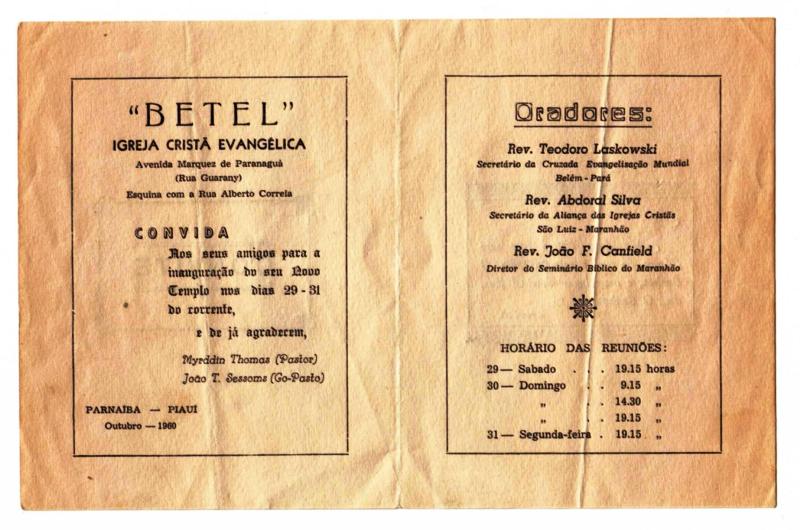 "BETEL"
IGREJA CRISTÃ EVANGÉLICA
Avenida Marquez de Paranaguá
(Rua Guarany)
Esquina com a Rua Alberto Correia
CONVIDA
Aos seus amigos para a
inauguração do seu Novo
Templo nos dias 29-31
do corrente,
e de já agradecem,
Myrddin Thomas (Pastor)
João T. Sessoms (Co-Pasto)
PARNAÍBA — PIAUÍ
Outubro — 1960
Oradores:
Rev. Teodoro Laskowski
Secretário da Cruzada Evangelisação Mundial
Belém-Pará
Rev. Abdoral Silva
Secretário da Aliança das Igrejas Cristãs
São Luiz - Maranhão
Rev. João F. Canfield
Diretor do Seminário Bíblico do Maranhão
HORÁRIO DAS REUNIÕES:
29— Sabado . . . 19.15 horas
30— Domingo . . 9.15 „
„ . . 14.30 „
„ . . 19.15 „
31— Segunda-feira . 19.15 „